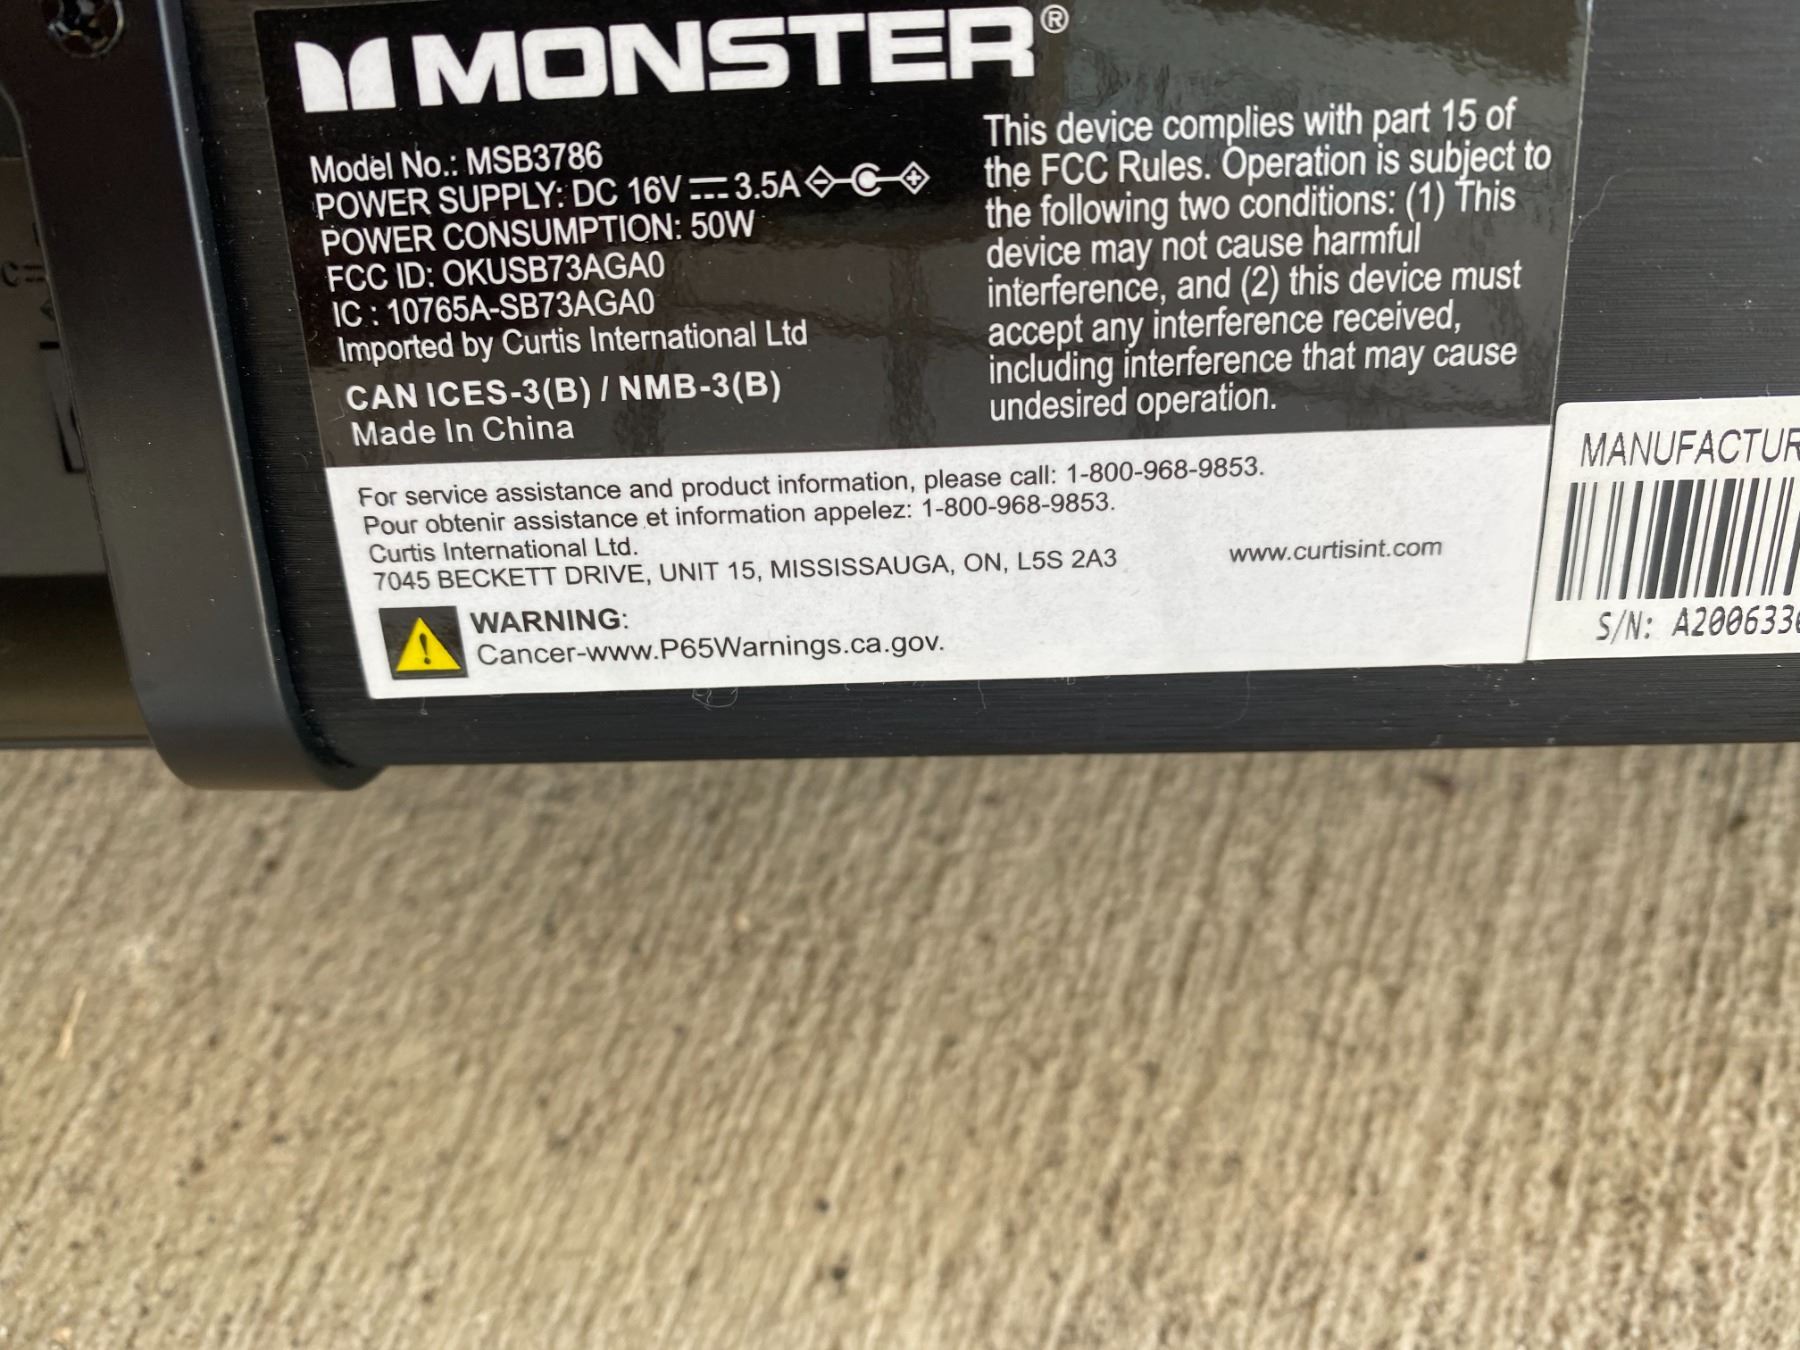 MONSTER®
Model No.: MSB3786
POWER SUPPLY: DC 16V ⎓ 3.5A
POWER CONSUMPTION: 50W
FCC ID: OKUSB73AGA0
IC : 10765A-SB73AGA0
Imported by Curtis International Ltd
CAN ICES-3(B) / NMB-3(B)
Made In China
This device complies with part 15 of
the FCC Rules. Operation is subject to
the following two conditions: (1) This
device may not cause harmful
interference, and (2) this device must
accept any interference received,
including interference that may cause
undesired operation.
For service assistance and product information, please call: 1-800-968-9853.
Pour obtenir assistance et information appelez: 1-800-968-9853.
Curtis International Ltd.
7045 BECKETT DRIVE, UNIT 15, MISSISSAUGA, ON, L5S 2A3
www.curtisint.com
WARNING:
Cancer-www.P65Warnings.ca.gov.
MANUFACTUR
S/N: A2006330